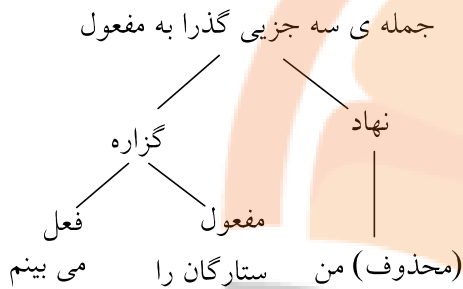 جمله ی سه جزیی گذرا به مفعول
نهاد
گزاره
مفعول
فعل
(محذوف) من
ستارگان را
می بینم